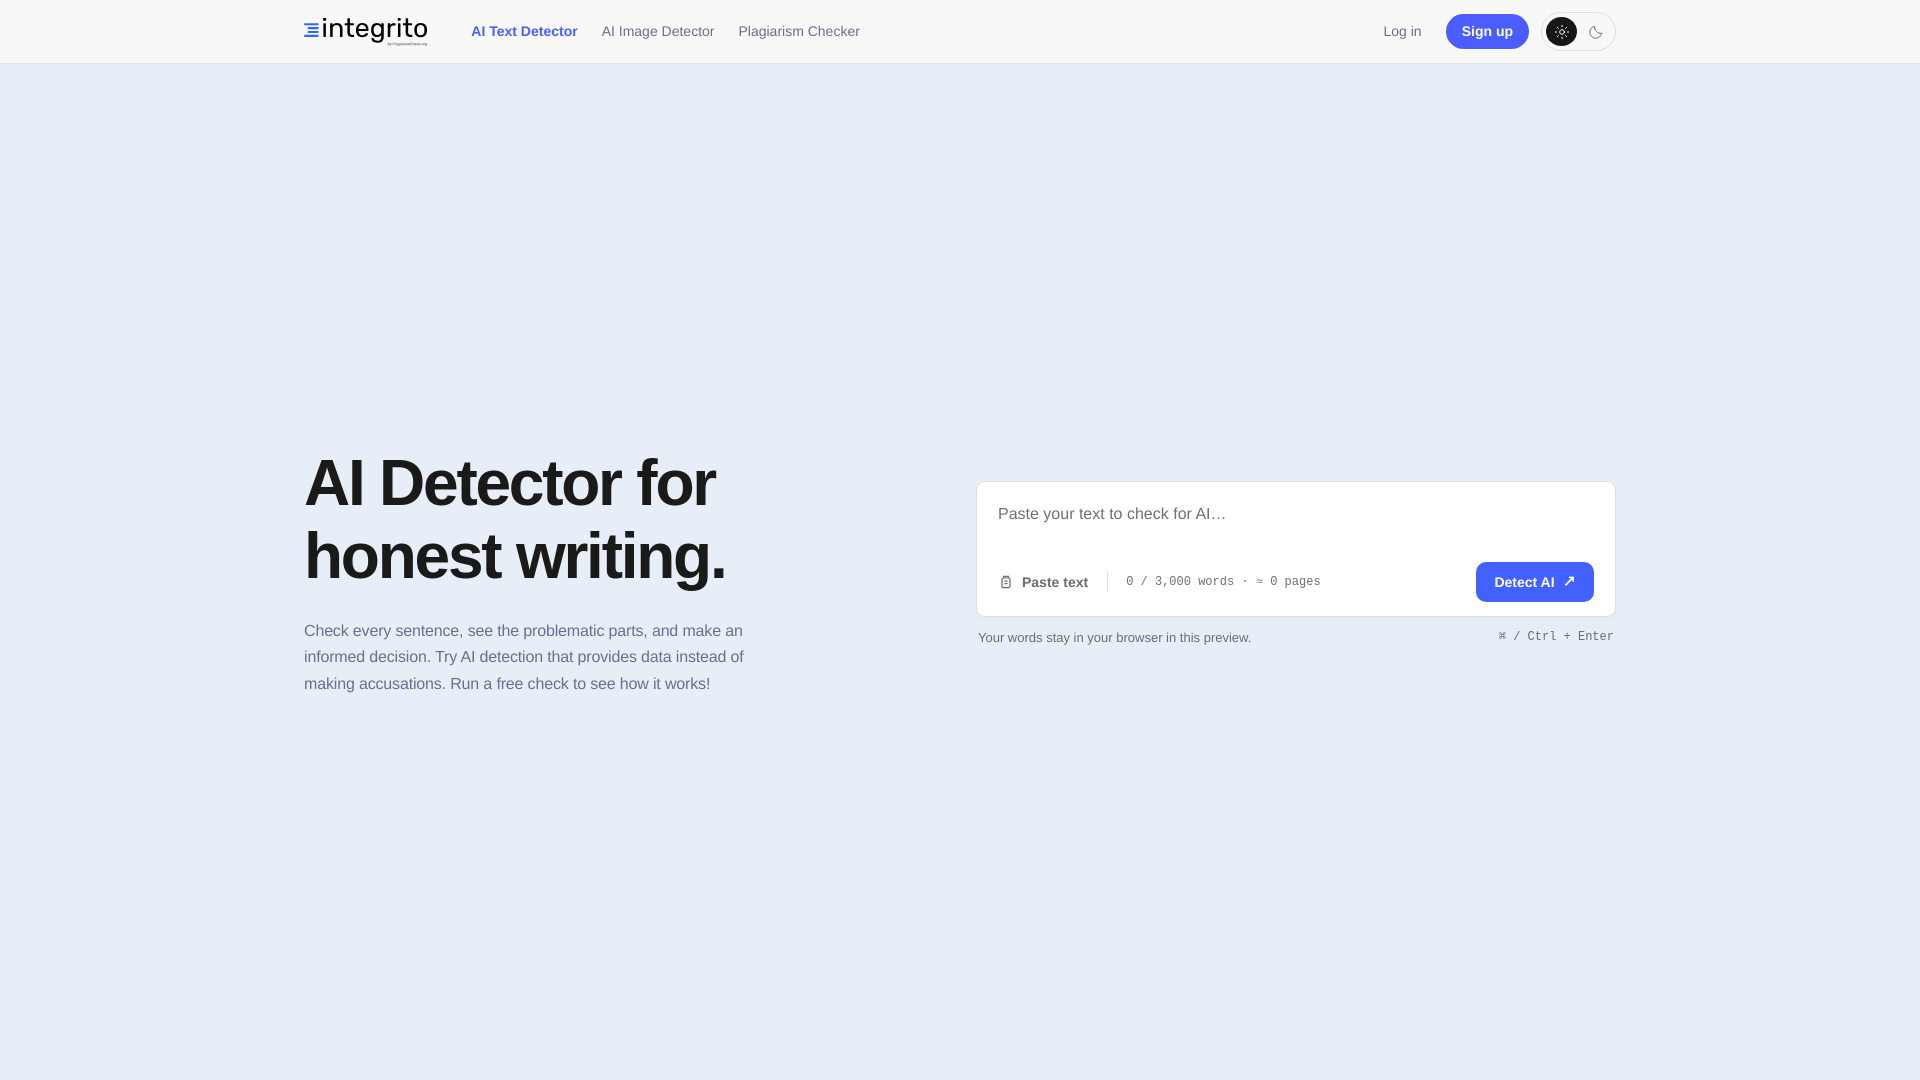 integrito
by PlagiarismCheck.org
AI Text Detector
AI Image Detector
Plagiarism Checker
Log in
Sign up
AI Detector for
honest writing.
Check every sentence, see the problematic parts, and make an
informed decision. Try AI detection that provides data instead of
making accusations. Run a free check to see how it works!
Paste your text to check for AI…
Paste text
0 / 3,000 words · ≈ 0 pages
Detect AI ↗
Your words stay in your browser in this preview.
⌘ / Ctrl + Enter